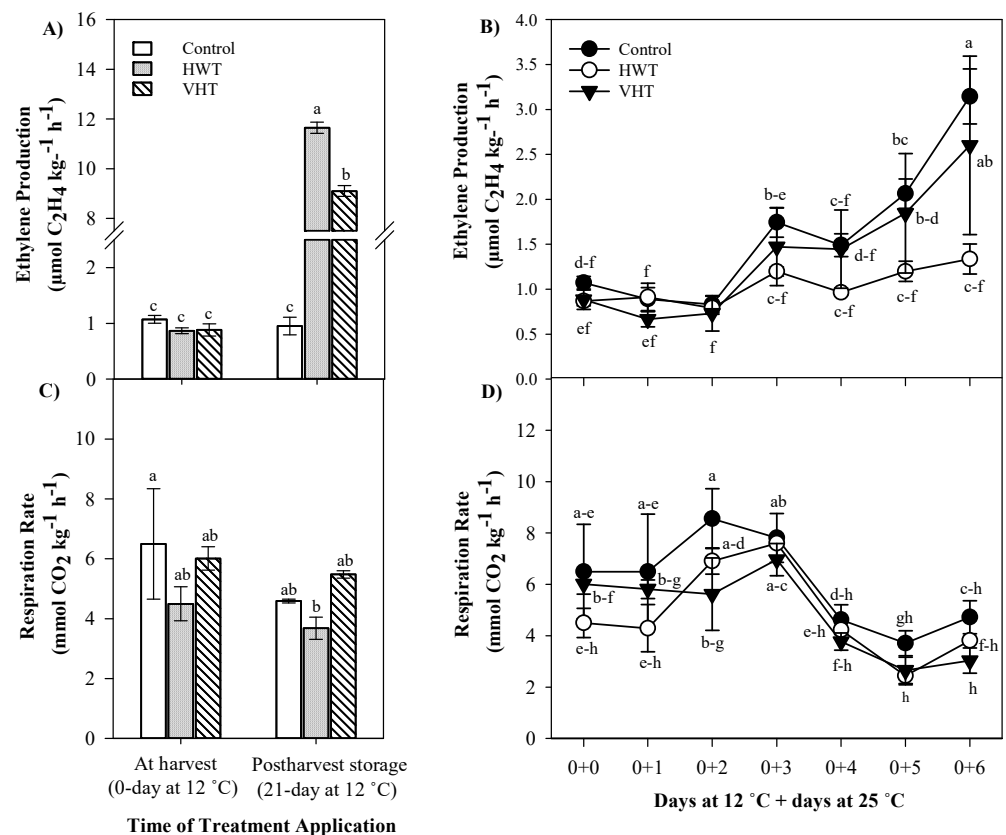 A)
Control
HWT
VHT
Ethylene Production
(µmol C2H4 kg-¹ h-¹)
16
14
12
10
8
2
1
0
c
c
c
c
a
b
B)
Control
HWT
VHT
Ethylene Production
(µmol C2H4 kg-¹ h-¹)
4.0
3.5
3.0
2.5
2.0
1.5
1.0
0.5
0.0
d-f
ef
f
ef
f
b-e
c-f
c-f
d-f
c-f
bc
b-d
c-f
a
ab
c-f
C)
Respiration Rate
(mmol CO2 kg-¹ h-¹)
10
8
6
4
2
0
a
ab
ab
ab
b
ab
At harvest
(0-day at 12 ˚C)
Postharvest storage
(21-day at 12 ˚C)
Time of Treatment Application
D)
Respiration Rate
(mmol CO2 kg-¹ h-¹)
10
8
6
4
2
0
a-e
b-f
e-h
a-e
b-g
e-h
a
a-d
b-g
ab
a-c
d-h
e-h
f-h
gh
h
c-h
f-h
h
0+0
0+1
0+2
0+3
0+4
0+5
0+6
Days at 12 ˚C + days at 25 ˚C